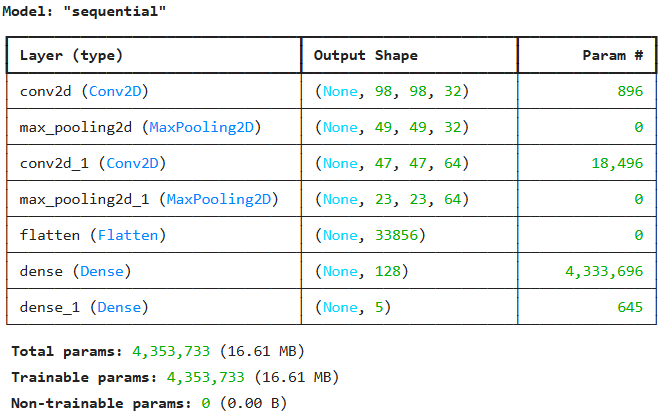 Model: "sequential"
Layer (type) Output Shape Param #
conv2d (Conv2D) (None, 98, 98, 32) 896
max_pooling2d (MaxPooling2D) (None, 49, 49, 32) 0
conv2d_1 (Conv2D) (None, 47, 47, 64) 18,496
max_pooling2d_1 (MaxPooling2D) (None, 23, 23, 64) 0
flatten (Flatten) (None, 33856) 0
dense (Dense) (None, 128) 4,333,696
dense_1 (Dense) (None, 5) 645
Total params: 4,353,733 (16.61 MB)
Trainable params: 4,353,733 (16.61 MB)
Non-trainable params: 0 (0.00 B)